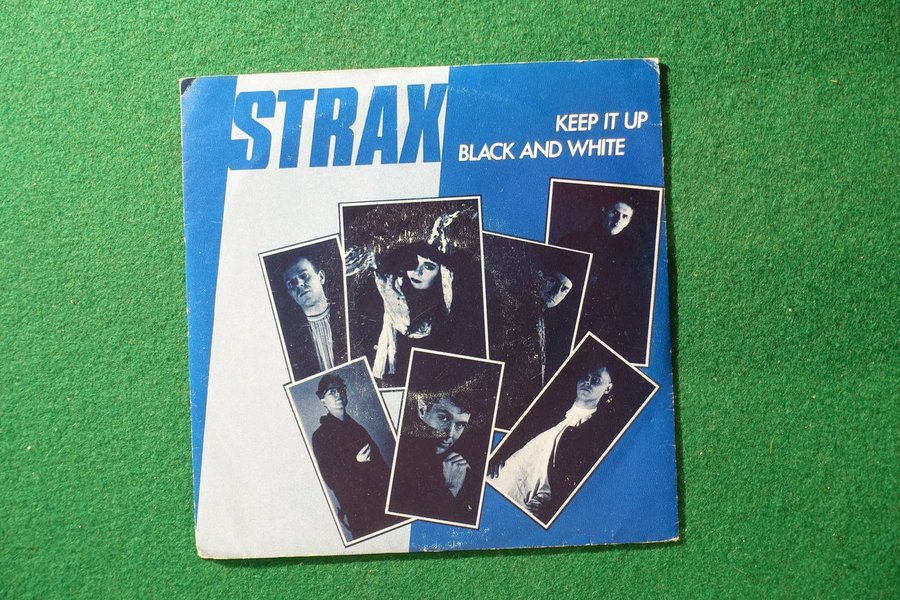 STRAX
KEEP IT UP
BLACK AND WHITE